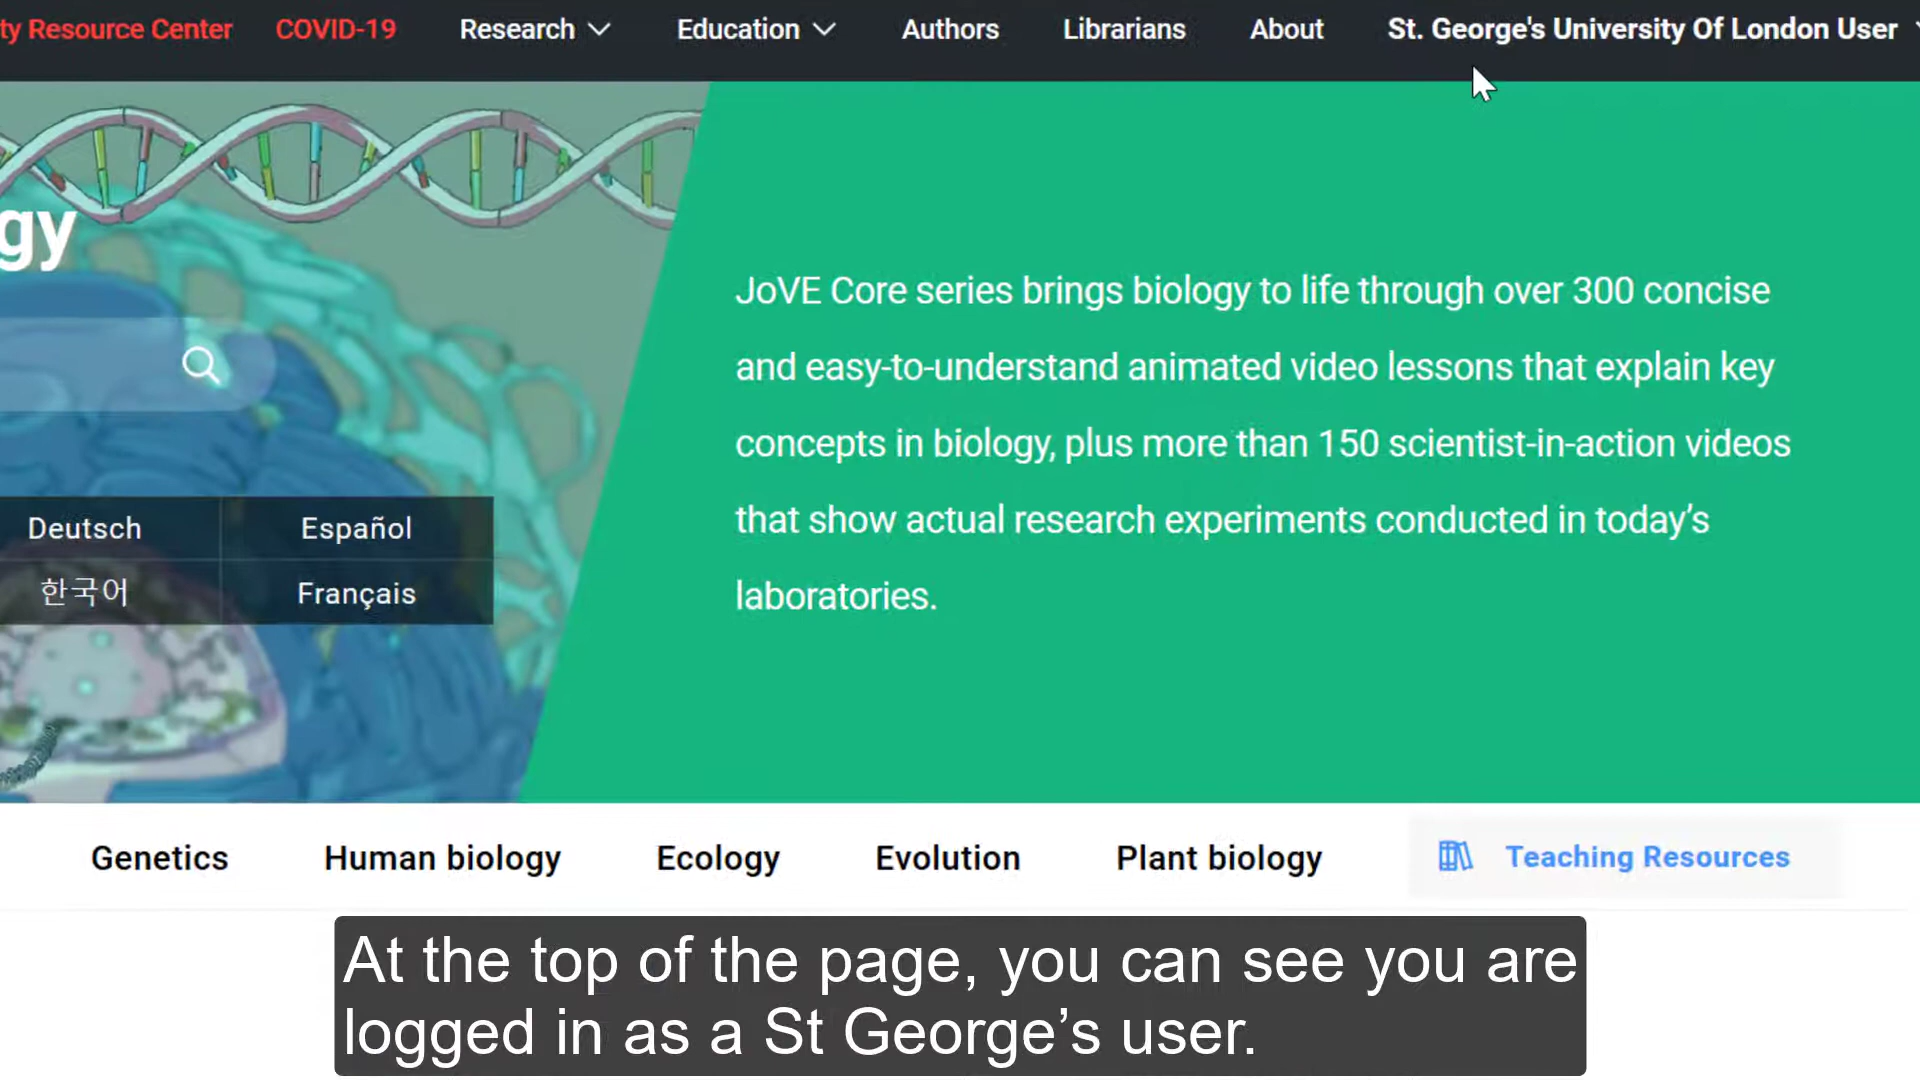 ty Resource Center COVID-19 Research Education Authors Librarians About St. George's University Of London User
gy
JoVE Core series brings biology to life through over 300 concise
and easy-to-understand animated video lessons that explain key
concepts in biology, plus more than 150 scientist-in-action videos
that show actual research experiments conducted in today’s
laboratories.
Deutsch Español
한국어 Français
Genetics Human biology Ecology Evolution Plant biology Teaching Resources
At the top of the page, you can see you are
logged in as a St George’s user.